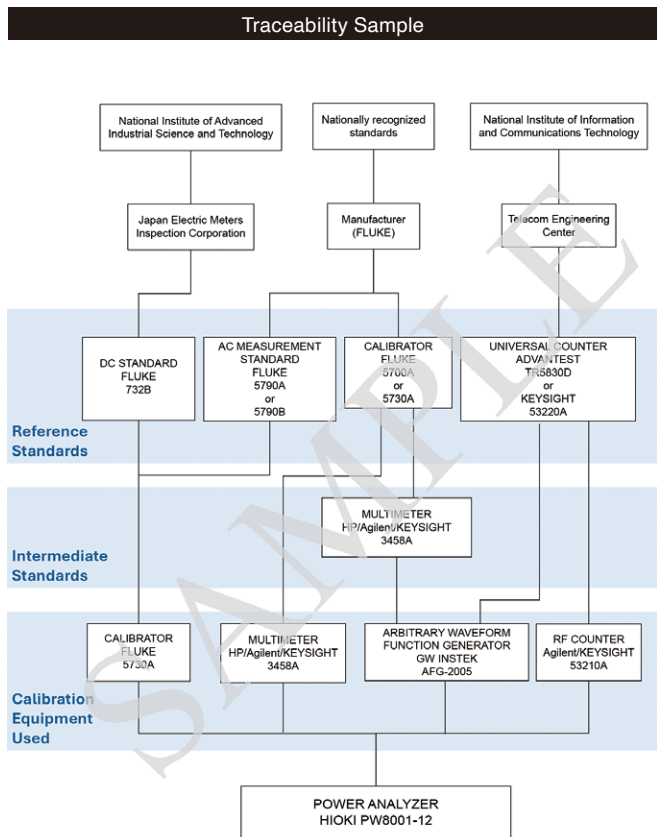 Traceability Sample
National Institute of Advanced
Industrial Science and Technology
Nationally recognized
standards
National Institute of Information
and Communications Technology
Japan Electric Meters
Inspection Corporation
Manufacturer
(FLUKE)
Telecom Engineering
Center
DC STANDARD
FLUKE
732B
AC MEASUREMENT
STANDARD
FLUKE
5790A
or
5790B
CALIBRATOR
FLUKE
5700A
or
5730A
UNIVERSAL COUNTER
ADVANTEST
TR5830D
or
KEYSIGHT
53220A
Reference
Standards
MULTIMETER
HP/Agilent/KEYSIGHT
3458A
Intermediate
Standards
CALIBRATOR
FLUKE
5730A
MULTIMETER
HP/Agilent/KEYSIGHT
3458A
ARBITRARY WAVEFORM
FUNCTION GENERATOR
GW INSTEK
AFG-2005
RF COUNTER
Agilent/KEYSIGHT
53210A
Calibration
Equipment
Used
POWER ANALYZER
HIOKI PW8001-12
SAMPLE